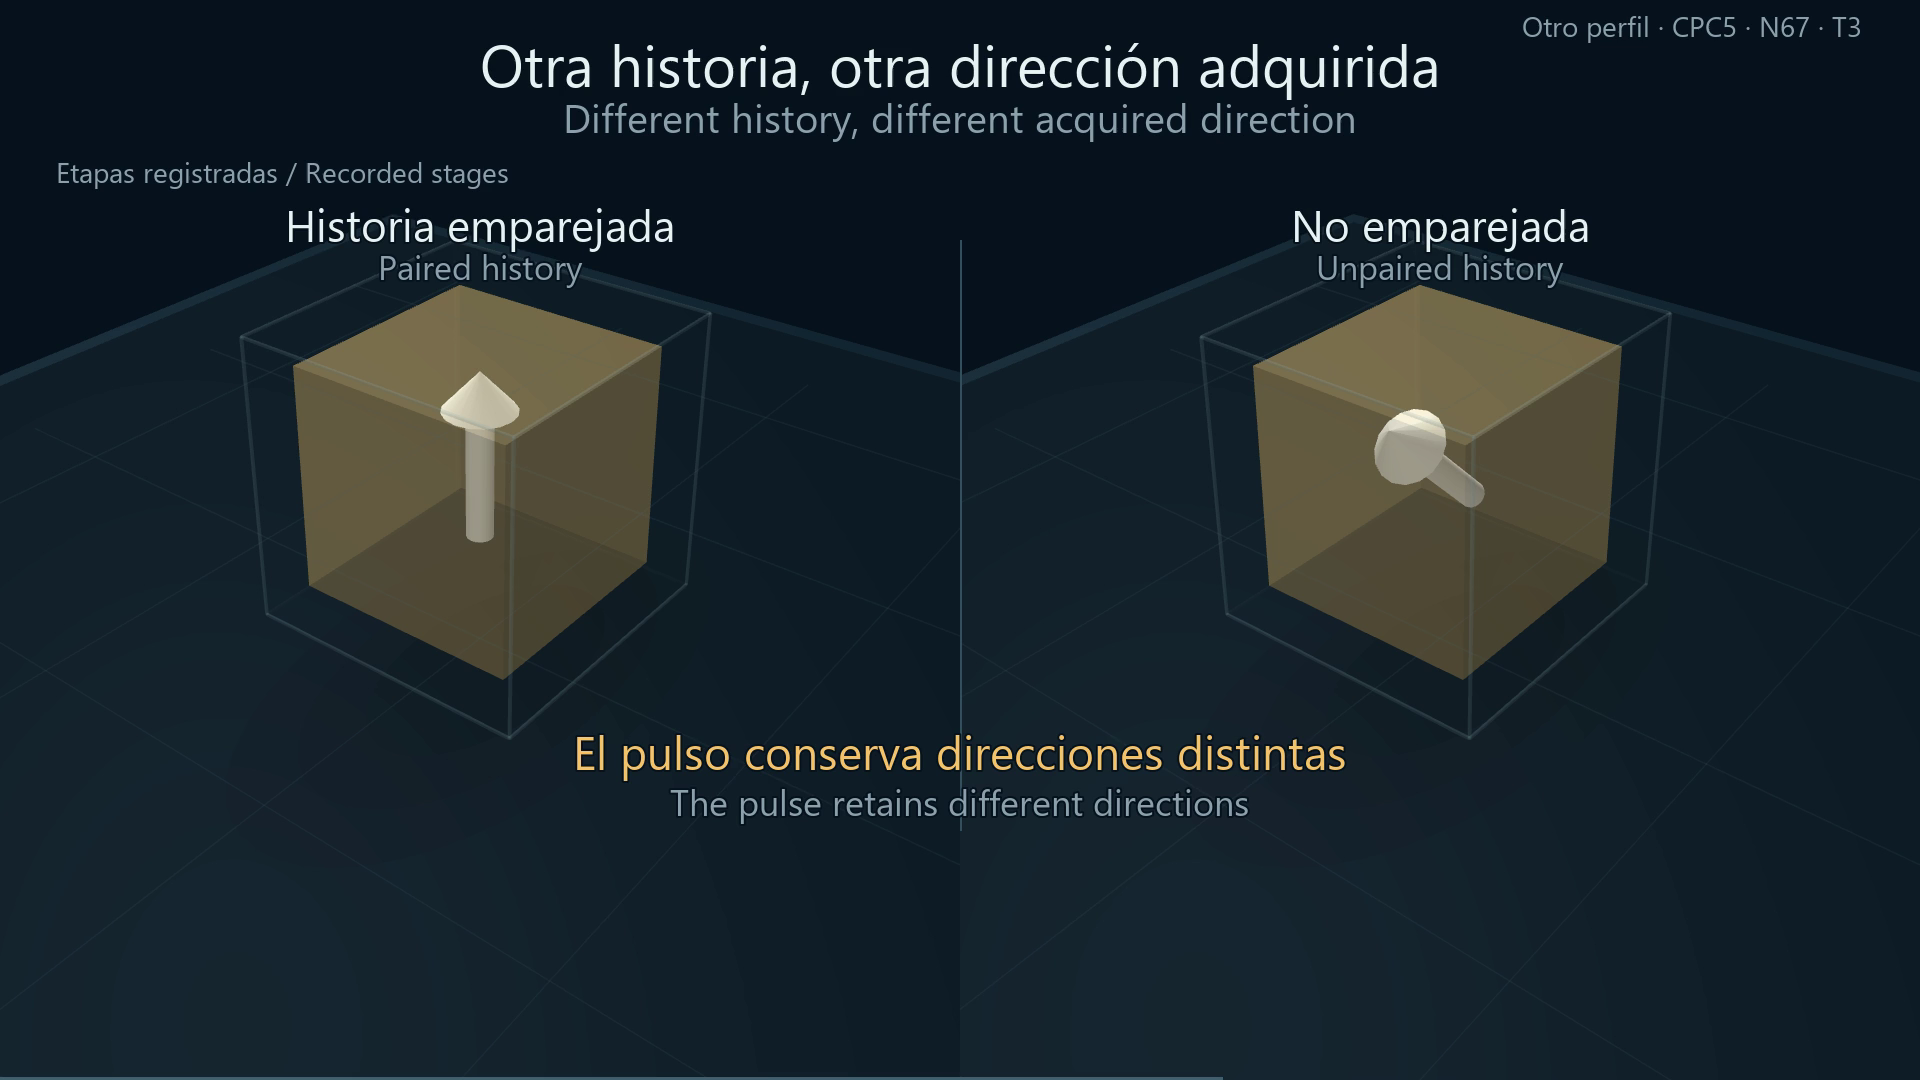 Otro perfil · CPC5 · N67 · T3
Otra historia, otra dirección adquirida
Different history, different acquired direction
Etapas registradas / Recorded stages
Historia emparejada
Paired history
No emparejada
Unpaired history
El pulso conserva direcciones distintas
The pulse retains different directions